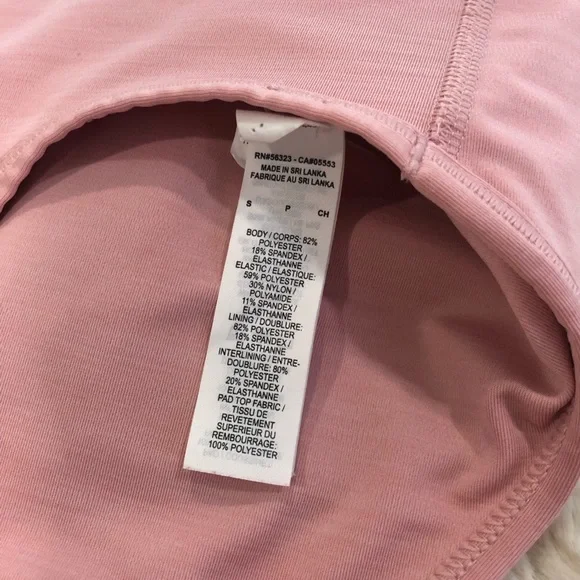 RN#56323 - CA#05553
MADE IN SRI LANKA
FABRIQUE AU SRI LANKA
S P CH
BODY / CORPS: 82%
POLYESTER
18% SPANDEX /
ELASTHANNE
ELASTIC / ELASTIQUE:
59% POLYESTER
30% NYLON /
POLYAMIDE
11% SPANDEX /
ELASTHANNE
LINING / DOUBLURE:
82% POLYESTER
18% SPANDEX /
ELASTHANNE
INTERLINING / ENTRE-
DOUBLURE: 80%
POLYESTER
20% SPANDEX /
ELASTHANNE
PAD TOP FABRIC /
TISSU DE
REVETEMENT
SUPERIEUR DU
REMBOURRAGE:
100% POLYESTER